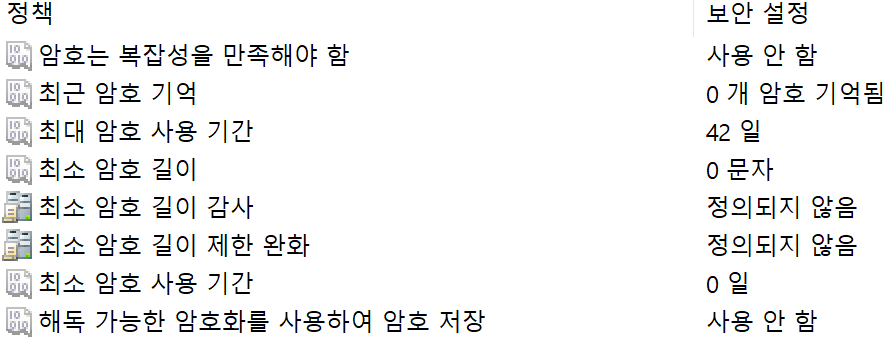 정책 보안 설정
암호는 복잡성을 만족해야 함 사용 안 함
최근 암호 기억 0 개 암호 기억됨
최대 암호 사용 기간 42 일
최소 암호 길이 0 문자
최소 암호 길이 감사 정의되지 않음
최소 암호 길이 제한 완화 정의되지 않음
최소 암호 사용 기간 0 일
해독 가능한 암호화를 사용하여 암호 저장 사용 안 함